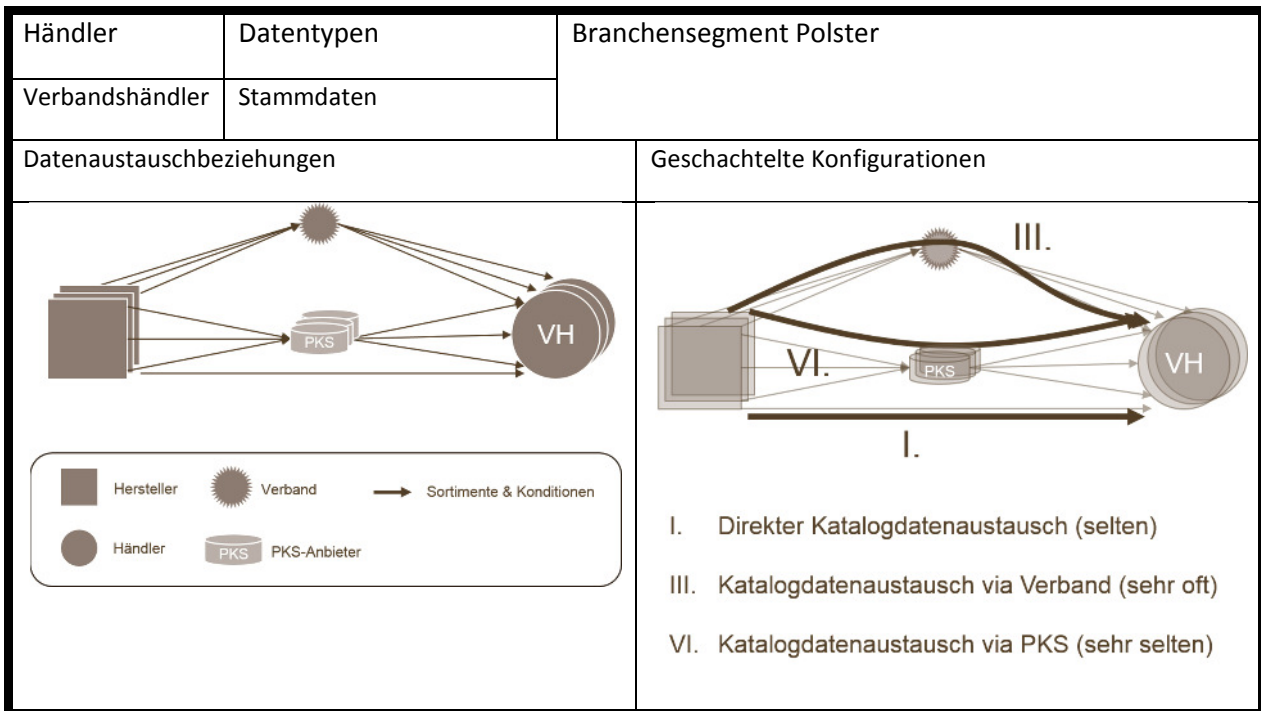 Händler
Datentypen
Branchensegment Polster
Verbandshändler
Stammdaten
Datenaustauschbeziehungen
Geschachtelte Konfigurationen
VH
PKS
Hersteller
Verband
Sortimente & Konditionen
Händler
PKS
PKS-Anbieter
III.
VI.
PKS
VH
I.
I. Direkter Katalogdatenaustausch (selten)
III. Katalogdatenaustausch via Verband (sehr oft)
VI. Katalogdatenaustausch via PKS (sehr selten)